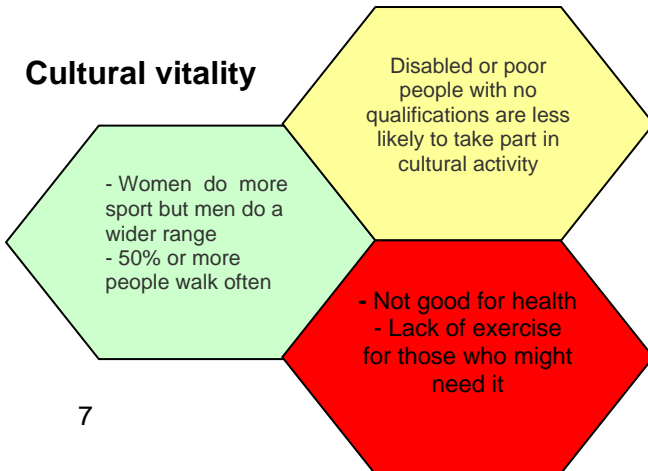 Cultural vitality
Disabled or poor
people with no
qualifications are less
likely to take part in
cultural activity
- Women do more
sport but men do a
wider range
- 50% or more
people walk often
- Not good for health
- Lack of exercise
for those who might
need it
7